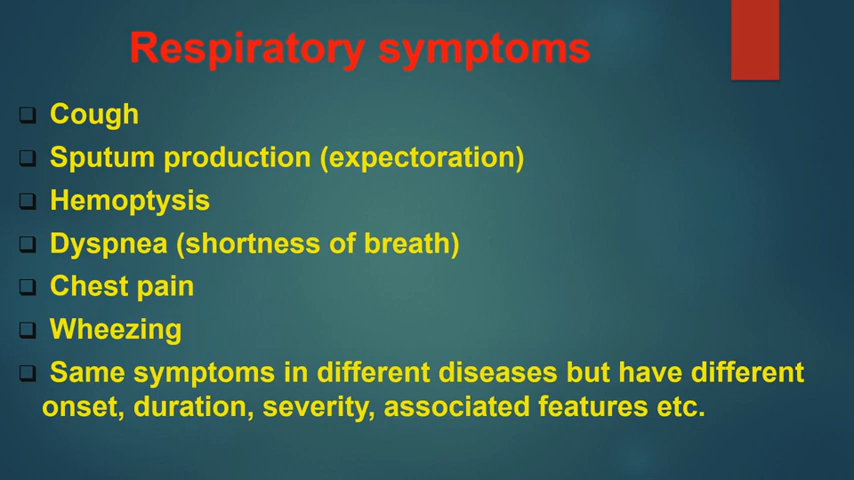 Respiratory symptoms
❑ Cough
❑ Sputum production (expectoration)
❑ Hemoptysis
❑ Dyspnea (shortness of breath)
❑ Chest pain
❑ Wheezing
❑ Same symptoms in different diseases but have different
onset, duration, severity, associated features etc.